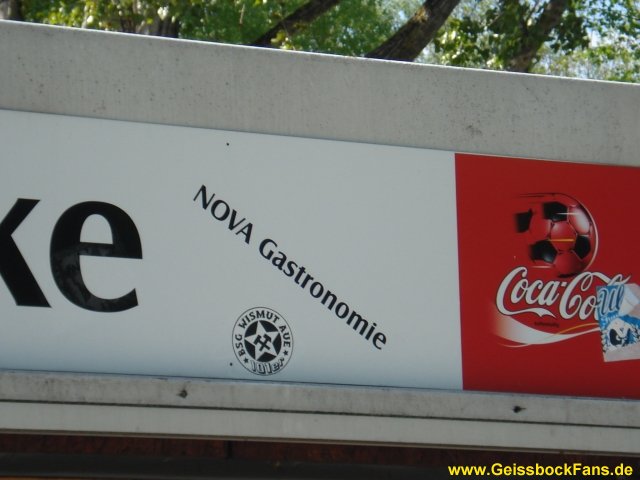 ke
NOVA Gastronomie
BSG WISMUT AUE
Coca-Cola
www.GeissbockFans.de